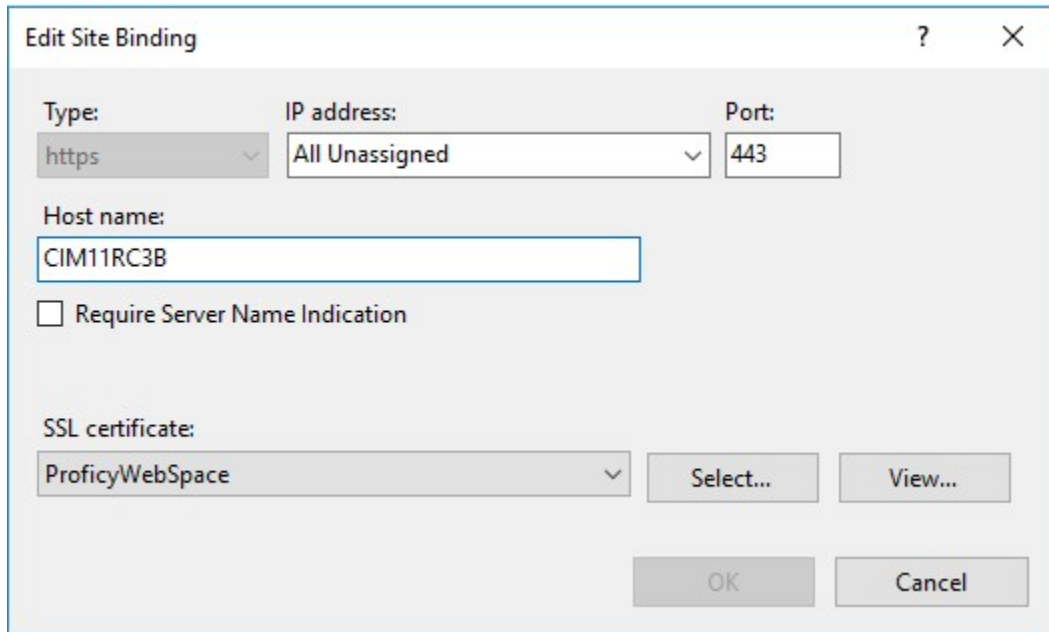 Edit Site Binding ? X
Type: IP address: Port:
https All Unassigned 443
Host name:
CIM11RC3B
Require Server Name Indication
SSL certificate:
ProficyWebSpace Select... View...
OK Cancel